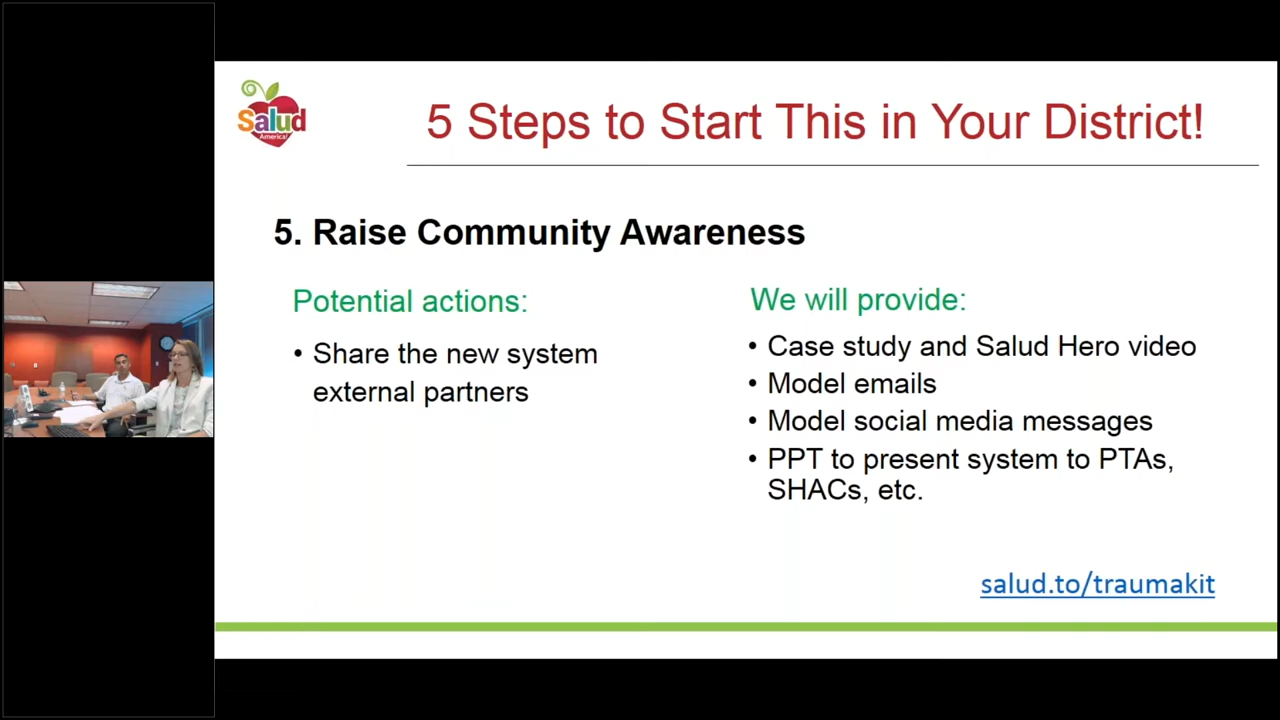 Salud
America!
5 Steps to Start This in Your District!
5. Raise Community Awareness
Potential actions:
• Share the new system
external partners
We will provide:
• Case study and Salud Hero video
• Model emails
• Model social media messages
• PPT to present system to PTAs,
SHACs, etc.
salud.to/traumakit